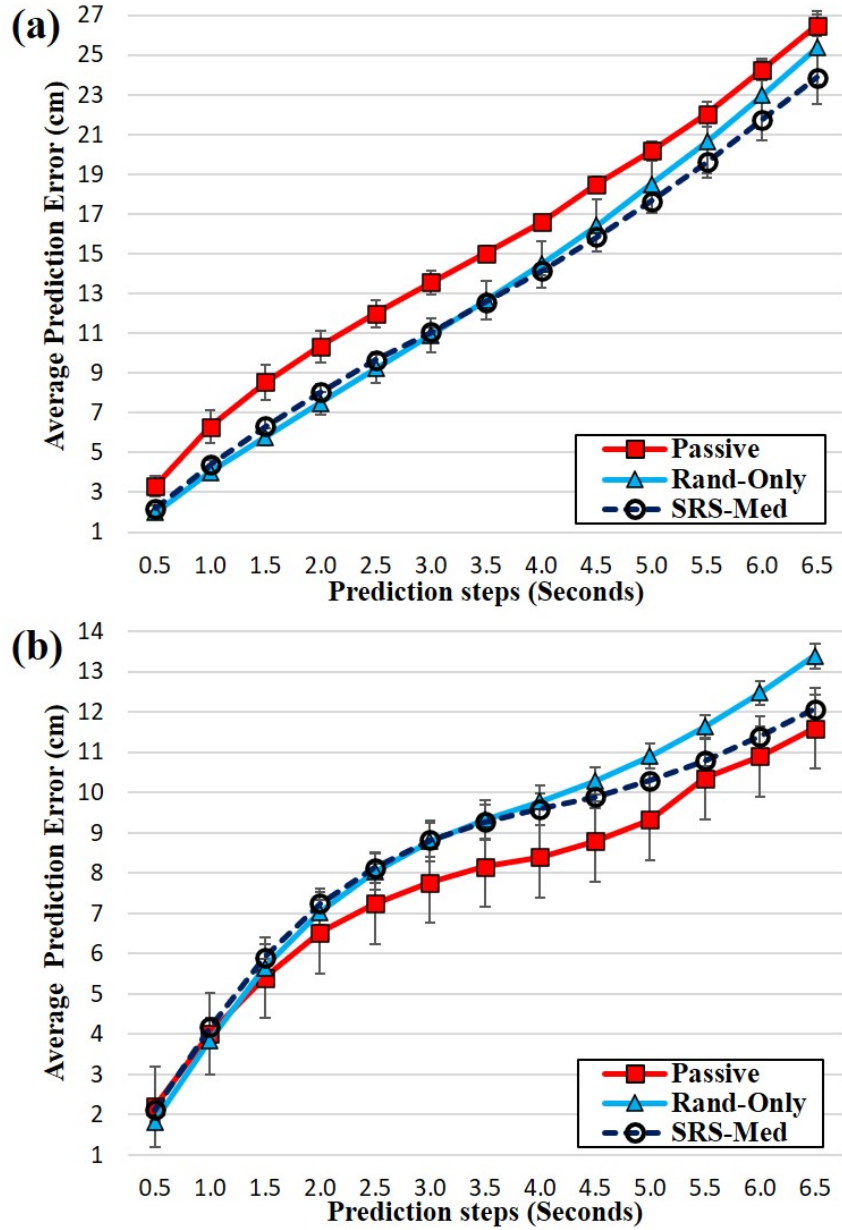 (a)
Average Prediction Error (cm)
27
25
23
21
19
17
15
13
11
9
7
5
3
1
Passive
Rand-Only
SRS-Med
0.5 1.0 1.5 2.0 2.5 3.0 3.5 4.0 4.5 5.0 5.5 6.0 6.5
Prediction steps (Seconds)
(b)
Average Prediction Error (cm)
14
13
12
11
10
9
8
7
6
5
4
3
2
1
Passive
Rand-Only
SRS-Med
0.5 1.0 1.5 2.0 2.5 3.0 3.5 4.0 4.5 5.0 5.5 6.0 6.5
Prediction steps (Seconds)